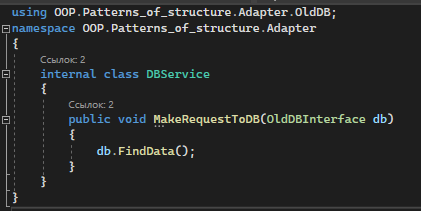 using OOP.Patterns_of_structure.Adapter.OldDB;
namespace OOP.Patterns_of_structure.Adapter
{
Ссылок: 2
internal class DBService
{
Ссылок: 2
public void MakeRequestToDB(OldDBInterface db)
{
db.FindData();
}
}
}